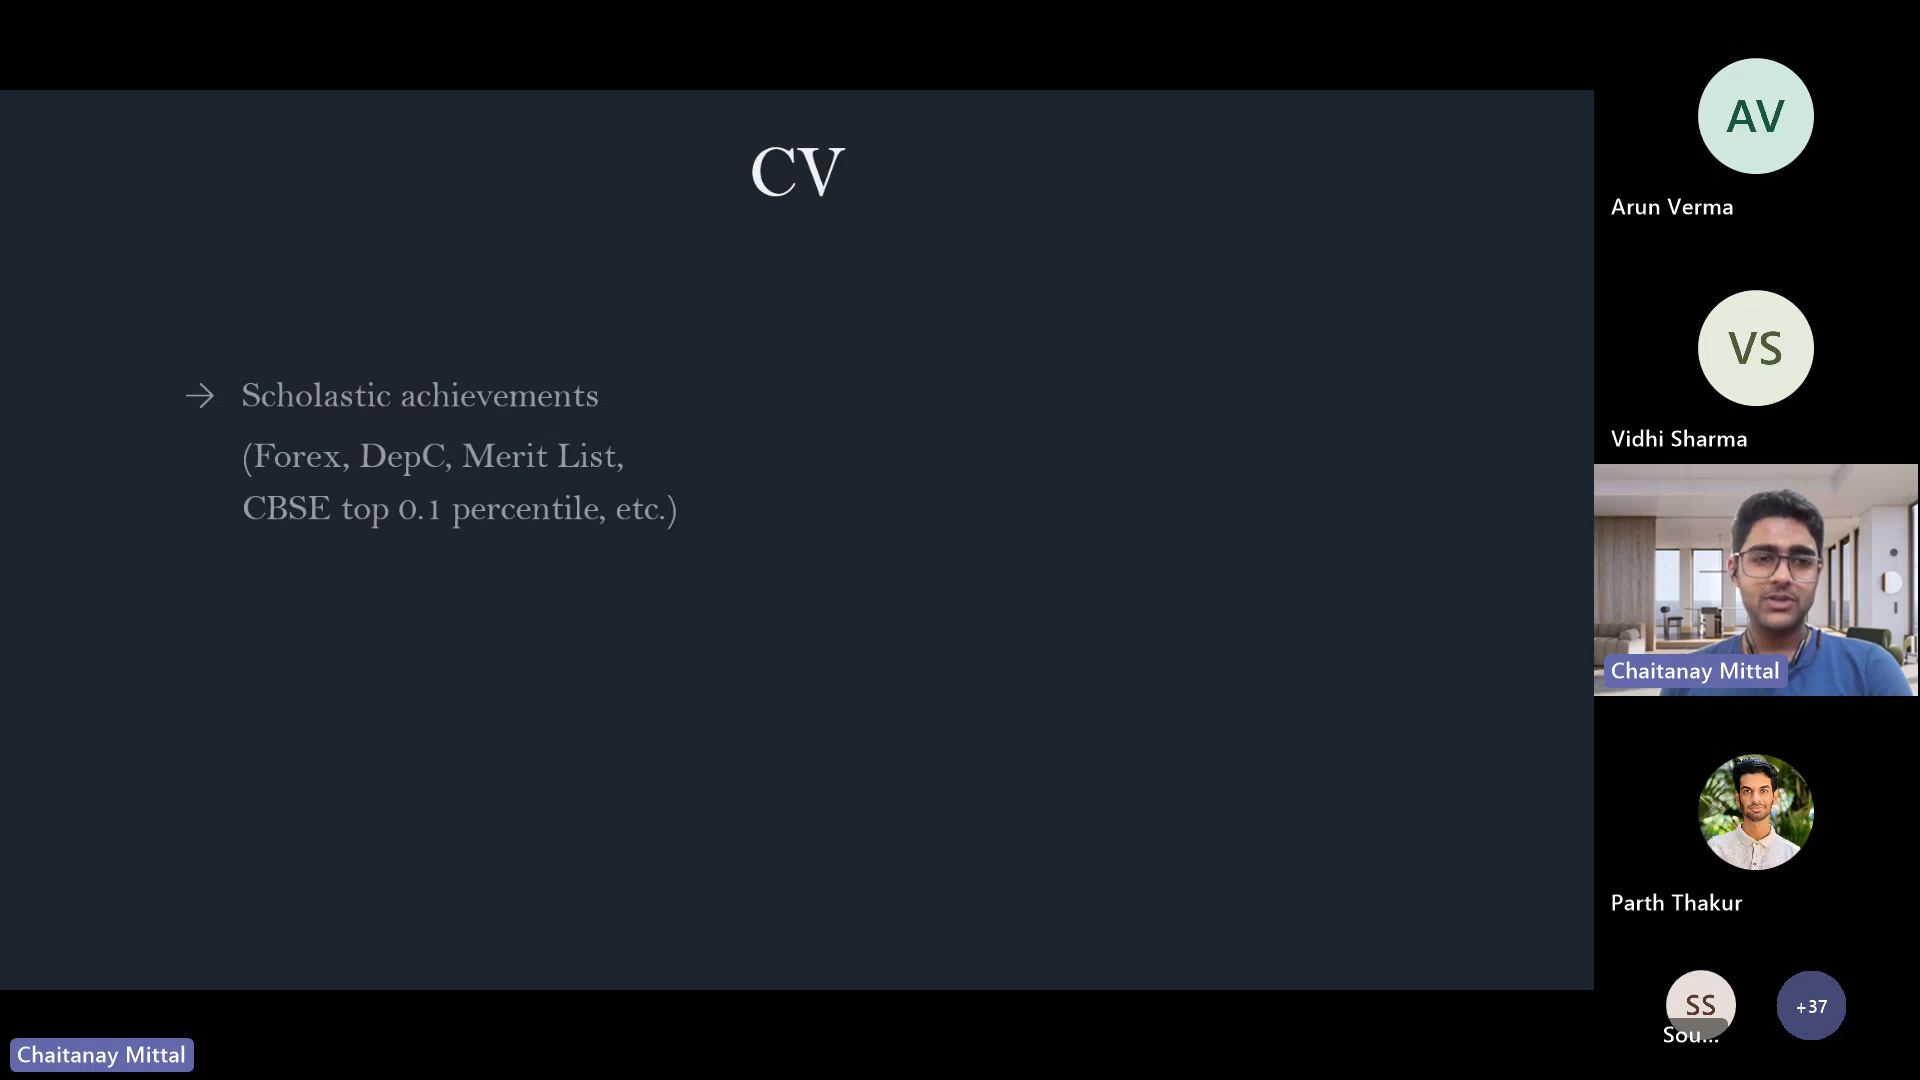 CV
→ Scholastic achievements
(Forex, DepC, Merit List,
CBSE top 0.1 percentile, etc.)
AV
Arun Verma
VS
Vidhi Sharma
Chaitanay Mittal
Parth Thakur
SS
Sou...
+37
Chaitanay Mittal